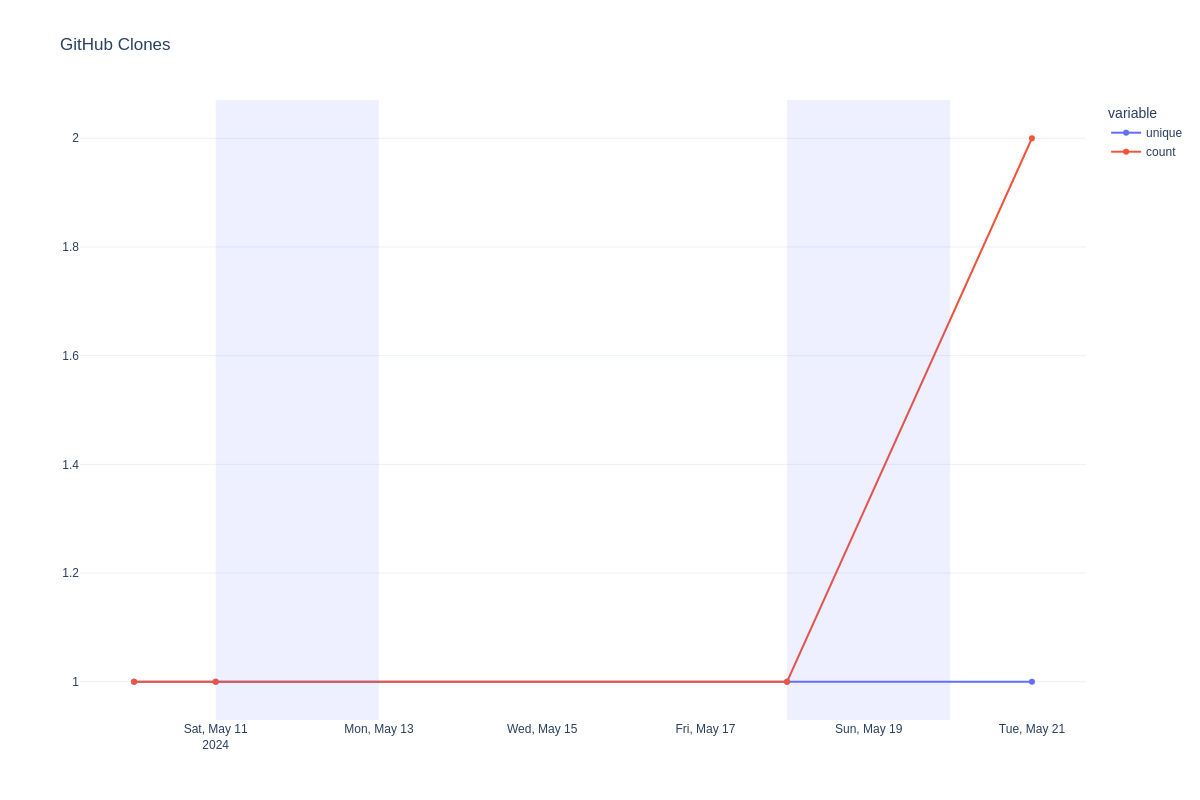 GitHub Clones
variable
unique
count
2
1.8
1.6
1.4
1.2
1
Sat, May 11
2024
Mon, May 13
Wed, May 15
Fri, May 17
Sun, May 19
Tue, May 21